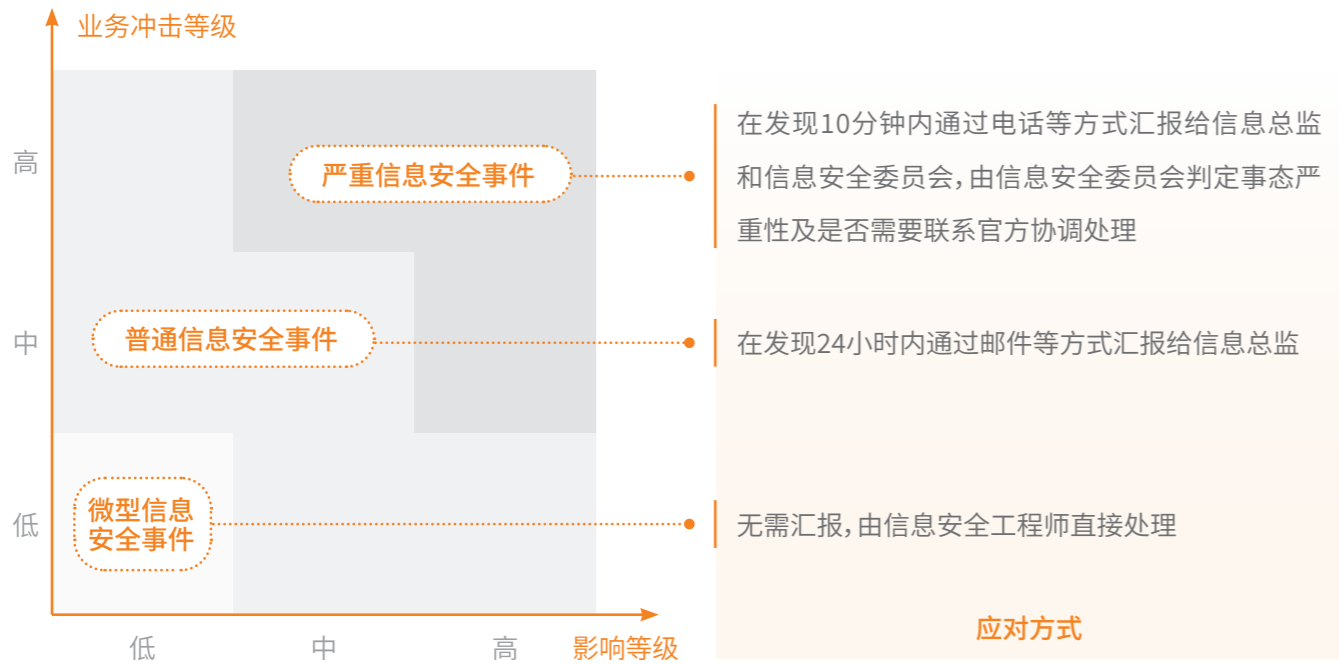 业务冲击等级
高
严重信息安全事件
在发现10分钟内通过电话等方式汇报给信息总监
和信息安全委员会，由信息安全委员会判定事态严
重性及是否需要联系官方协调处理
中
普通信息安全事件
在发现24小时内通过邮件等方式汇报给信息总监
低
微型信息
安全事件
无需汇报，由信息安全工程师直接处理
低
中
高
影响等级
应对方式